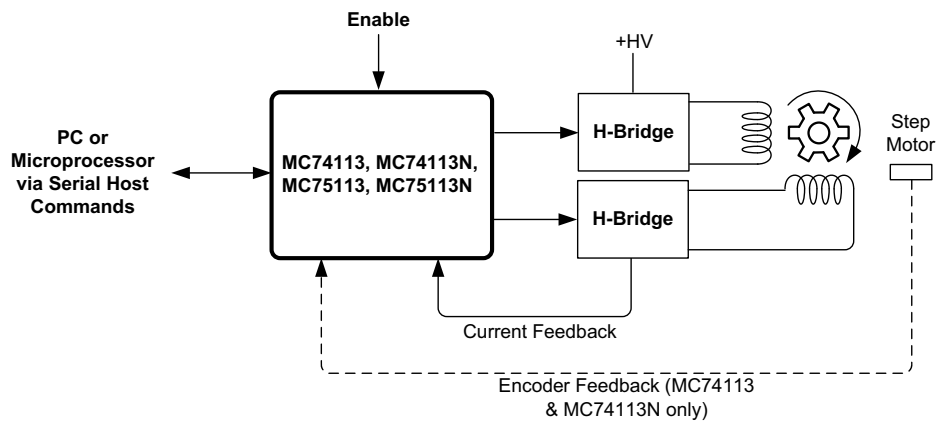 Enable
+HV
PC or
Microprocessor
via Serial Host
Commands
MC74113, MC74113N,
MC75113, MC75113N
H-Bridge
H-Bridge
Step
Motor
Current Feedback
Encoder Feedback (MC74113
& MC74113N only)